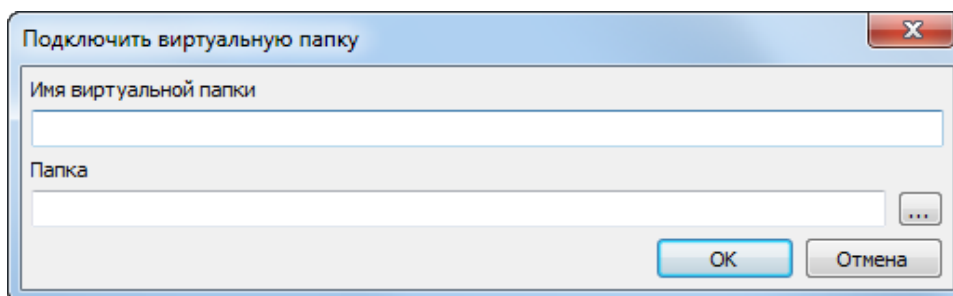 Подключить виртуальную папку
Имя виртуальной папки
Папка
...
OK Отмена